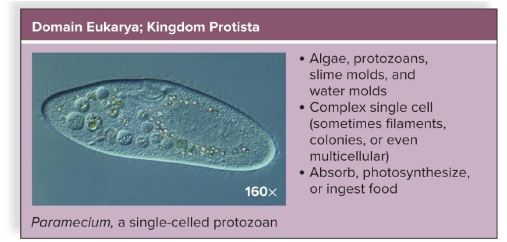 Domain Eukarya; Kingdom Protista
• Algae, protozoans,
slime molds, and
water molds
• Complex single cell
(sometimes filaments,
colonies, or even
multicellular)
• Absorb, photosynthesize,
or ingest food
160×
Paramecium, a single-celled protozoan